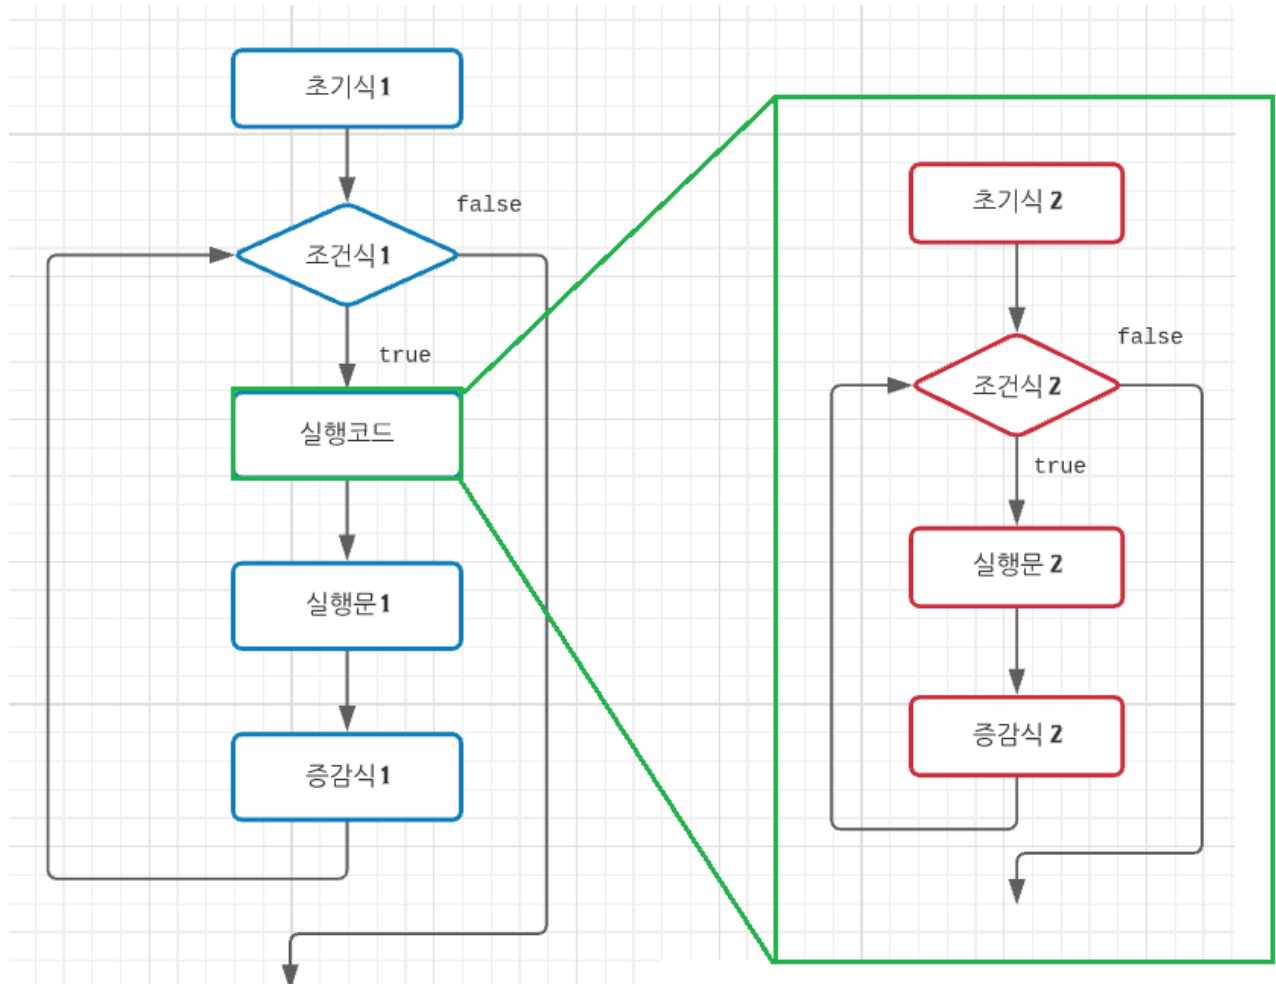 초기식 1
false
조건식 1
true
실행코드
실행문 1
증감식 1
초기식 2
false
조건식 2
true
실행문 2
증감식 2